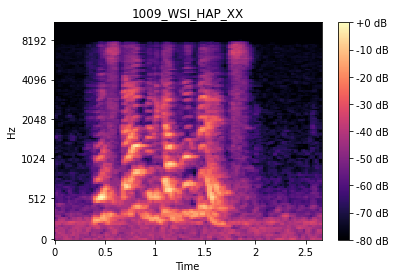 1009_WSI_HAP_XX
+0 dB
8192
-10 dB
4096
-20 dB
-30 dB
2048
Hz
-40 dB
1024
-50 dB
512
-60 dB
-70 dB
0
-80 dB
0 0.5 1 1.5 2 2.5
Time